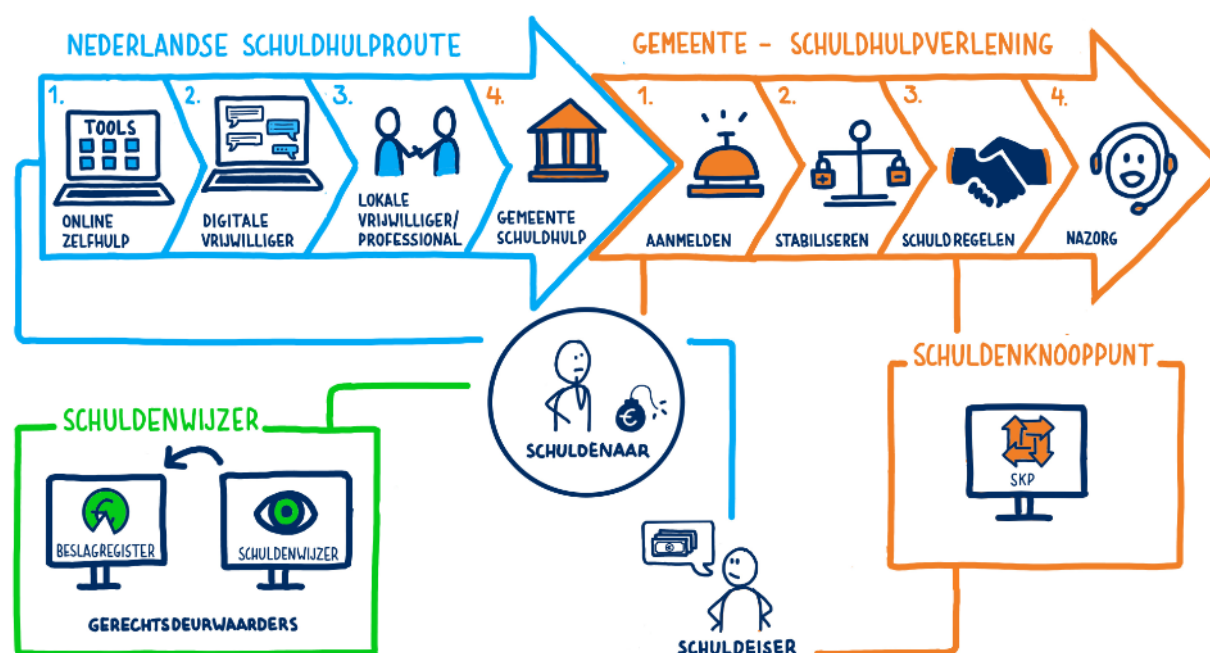 NEDERLANDSE SCHULDHULPROUTE
1.
TOOLS
ONLINE
ZELFHULP
2.
DIGITALE
VRIJWILLIGER
3.
LOKALE
VRIJWILLIGER/
PROFESSIONAL
4.
GEMEENTE
SCHULDHULP
GEMEENTE - SCHULDHULPVERLENING
1.
AANMELDEN
2.
STABILISEREN
3.
SCHULD REGELEN
4.
NAZORG
€
SCHULDENAAR
SCHULDENWIJZER
€
BESLAGREGISTER
SCHULDENWIJZER
GERECHTSDEURWAARDERS
SCHULDEISER
SCHULDENKNOOPPUNT
SKP